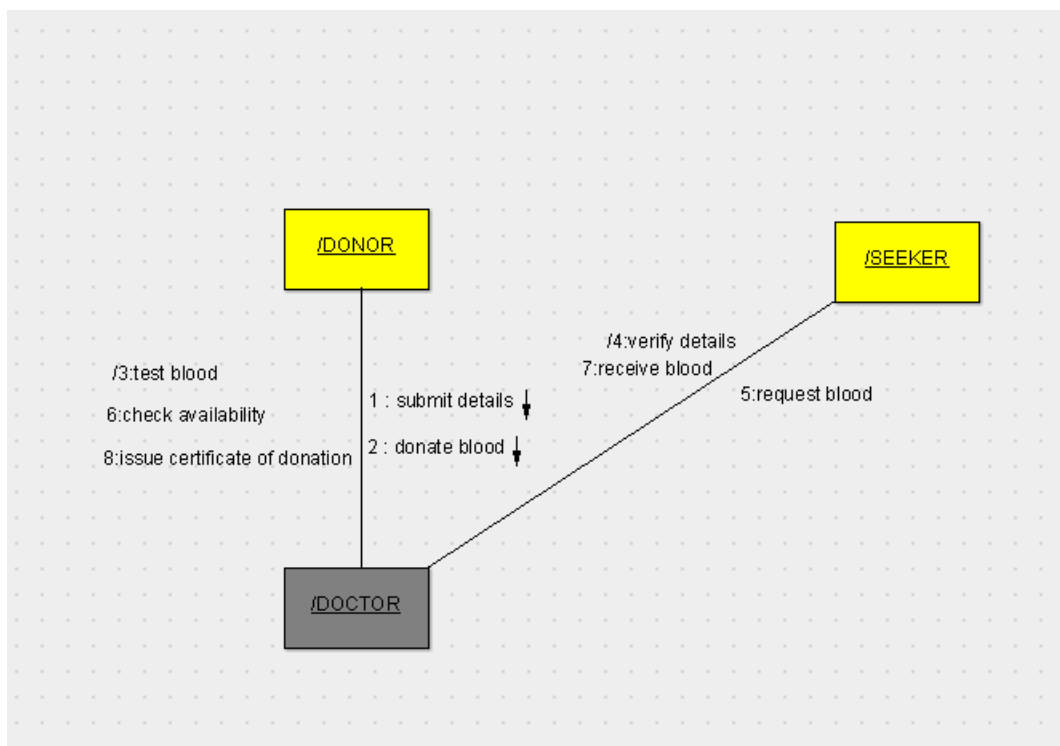 /DONOR
/SEEKER
/4:verify details
7:receive blood
/3:test blood
5:request blood
1 : submit details
6:check availability
2 : donate blood
8:issue certificate of donation
/DOCTOR